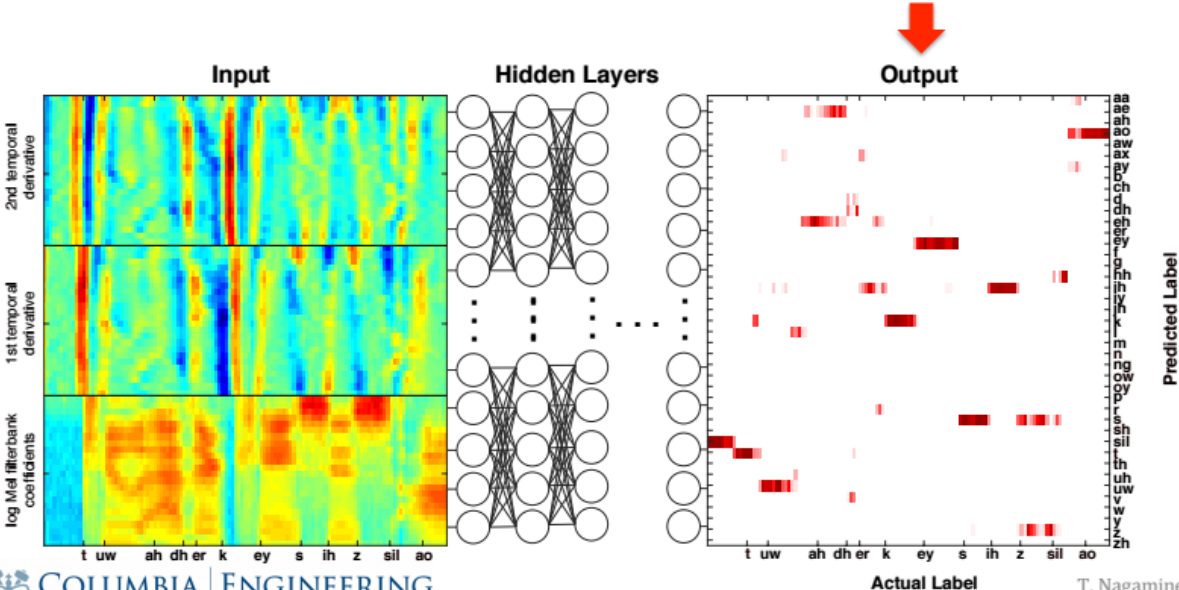 Input
Hidden Layers
Output
2nd temporal
derivative
1st temporal
derivative
log Mel filterbank
coefficients
t uw ah dh er k ey s ih z sil ao
aa
ae
ah
ao
aw
ax
ay
b
ch
d
dh
eh
er
ey
f
g
hh
ih
iy
jh
k
l
m
n
ng
ow
oy
p
r
s
sh
sil
t
th
uh
uw
v
w
y
z
zh
Predicted Label
t uw ah dh er k ey s ih z sil ao
Actual Label
COLUMBIA | ENGINEERING
T. Nagamine